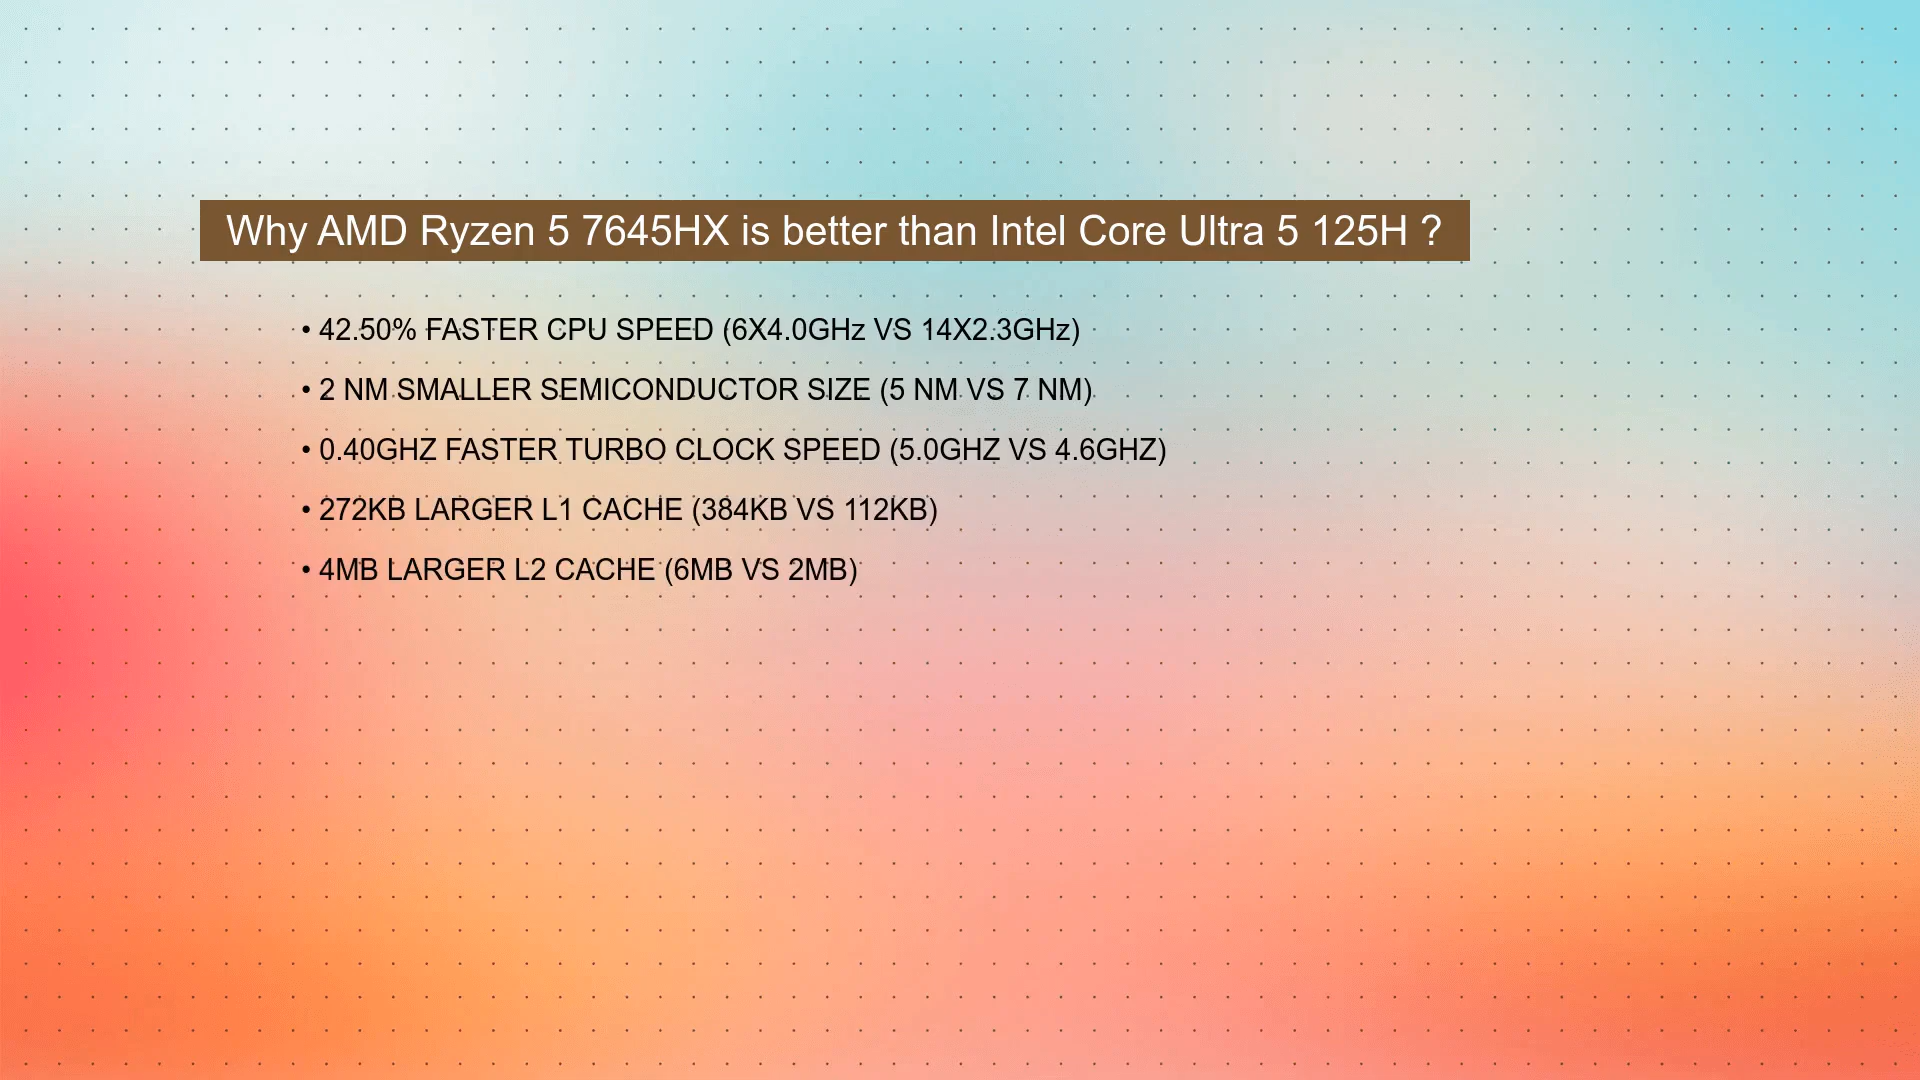 Why AMD Ryzen 5 7645HX is better than Intel Core Ultra 5 125H ?
• 42.50% FASTER CPU SPEED (6X4.0GHz VS 14X2.3GHz)
• 2 NM SMALLER SEMICONDUCTOR SIZE (5 NM VS 7 NM)
• 0.40GHZ FASTER TURBO CLOCK SPEED (5.0GHZ VS 4.6GHZ)
• 272KB LARGER L1 CACHE (384KB VS 112KB)
• 4MB LARGER L2 CACHE (6MB VS 2MB)